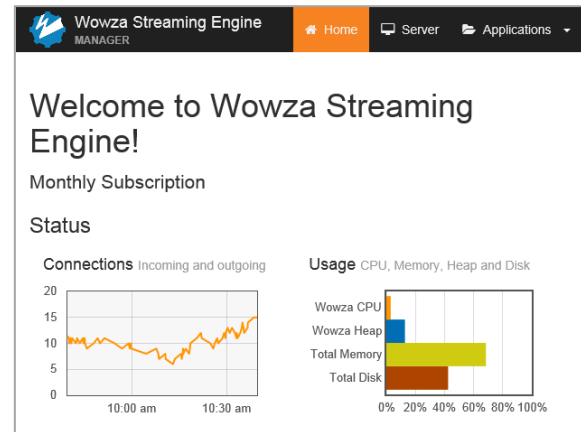 Wowza Streaming Engine
MANAGER
Home
Server
Applications
Welcome to Wowza Streaming
Engine!
Monthly Subscription
Status
Connections Incoming and outgoing
20
15
10
5
0
10:00 am
10:30 am
Usage CPU, Memory, Heap and Disk
Wowza CPU
Wowza Heap
Total Memory
Total Disk
0% 20% 40% 60% 80% 100%